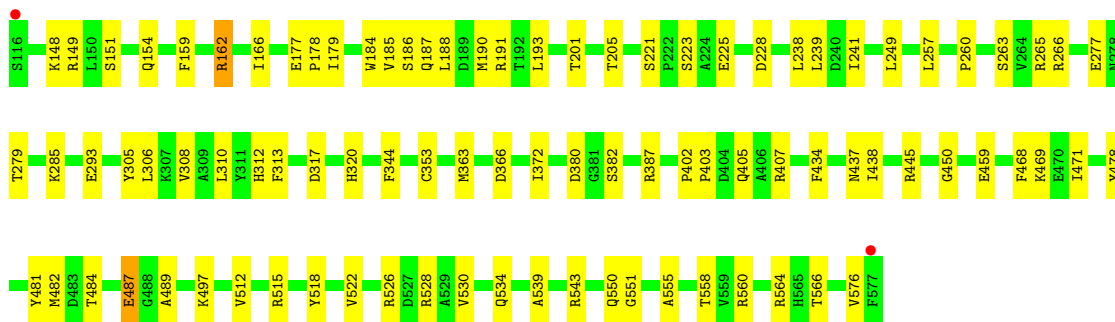 S116 K148 R149 L150 S151 Q154 F159 R162 I166 E177 P178 I179 W184 V185 S186 Q187 L188 D189 M190 R191 T192 L193 T201 T205 S221 P222 S223 A224 E225 D228 L238 L239 D240 I241 L249 L257 P260 S263 V264 R265 R266 E277 N278
T279 K285 E293 Y305 L306 K307 V308 A309 L310 Y311 H312 F313 D317 H320 F344 C353 M363 D366 I372 D380 G381 S382 R387 P402 P403 D404 Q405 A406 R407 F434 N437 I438 R445 G450 E459 F468 K469 E470 I471 Y478
Y481 M482 D483 T484 E487 G488 A489 K497 V512 R515 Y518 V522 R526 D527 R528 A529 V530 Q534 A539 R543 Q550 G551 A555 T558 V559 R560 R564 H565 T566 V576 F577